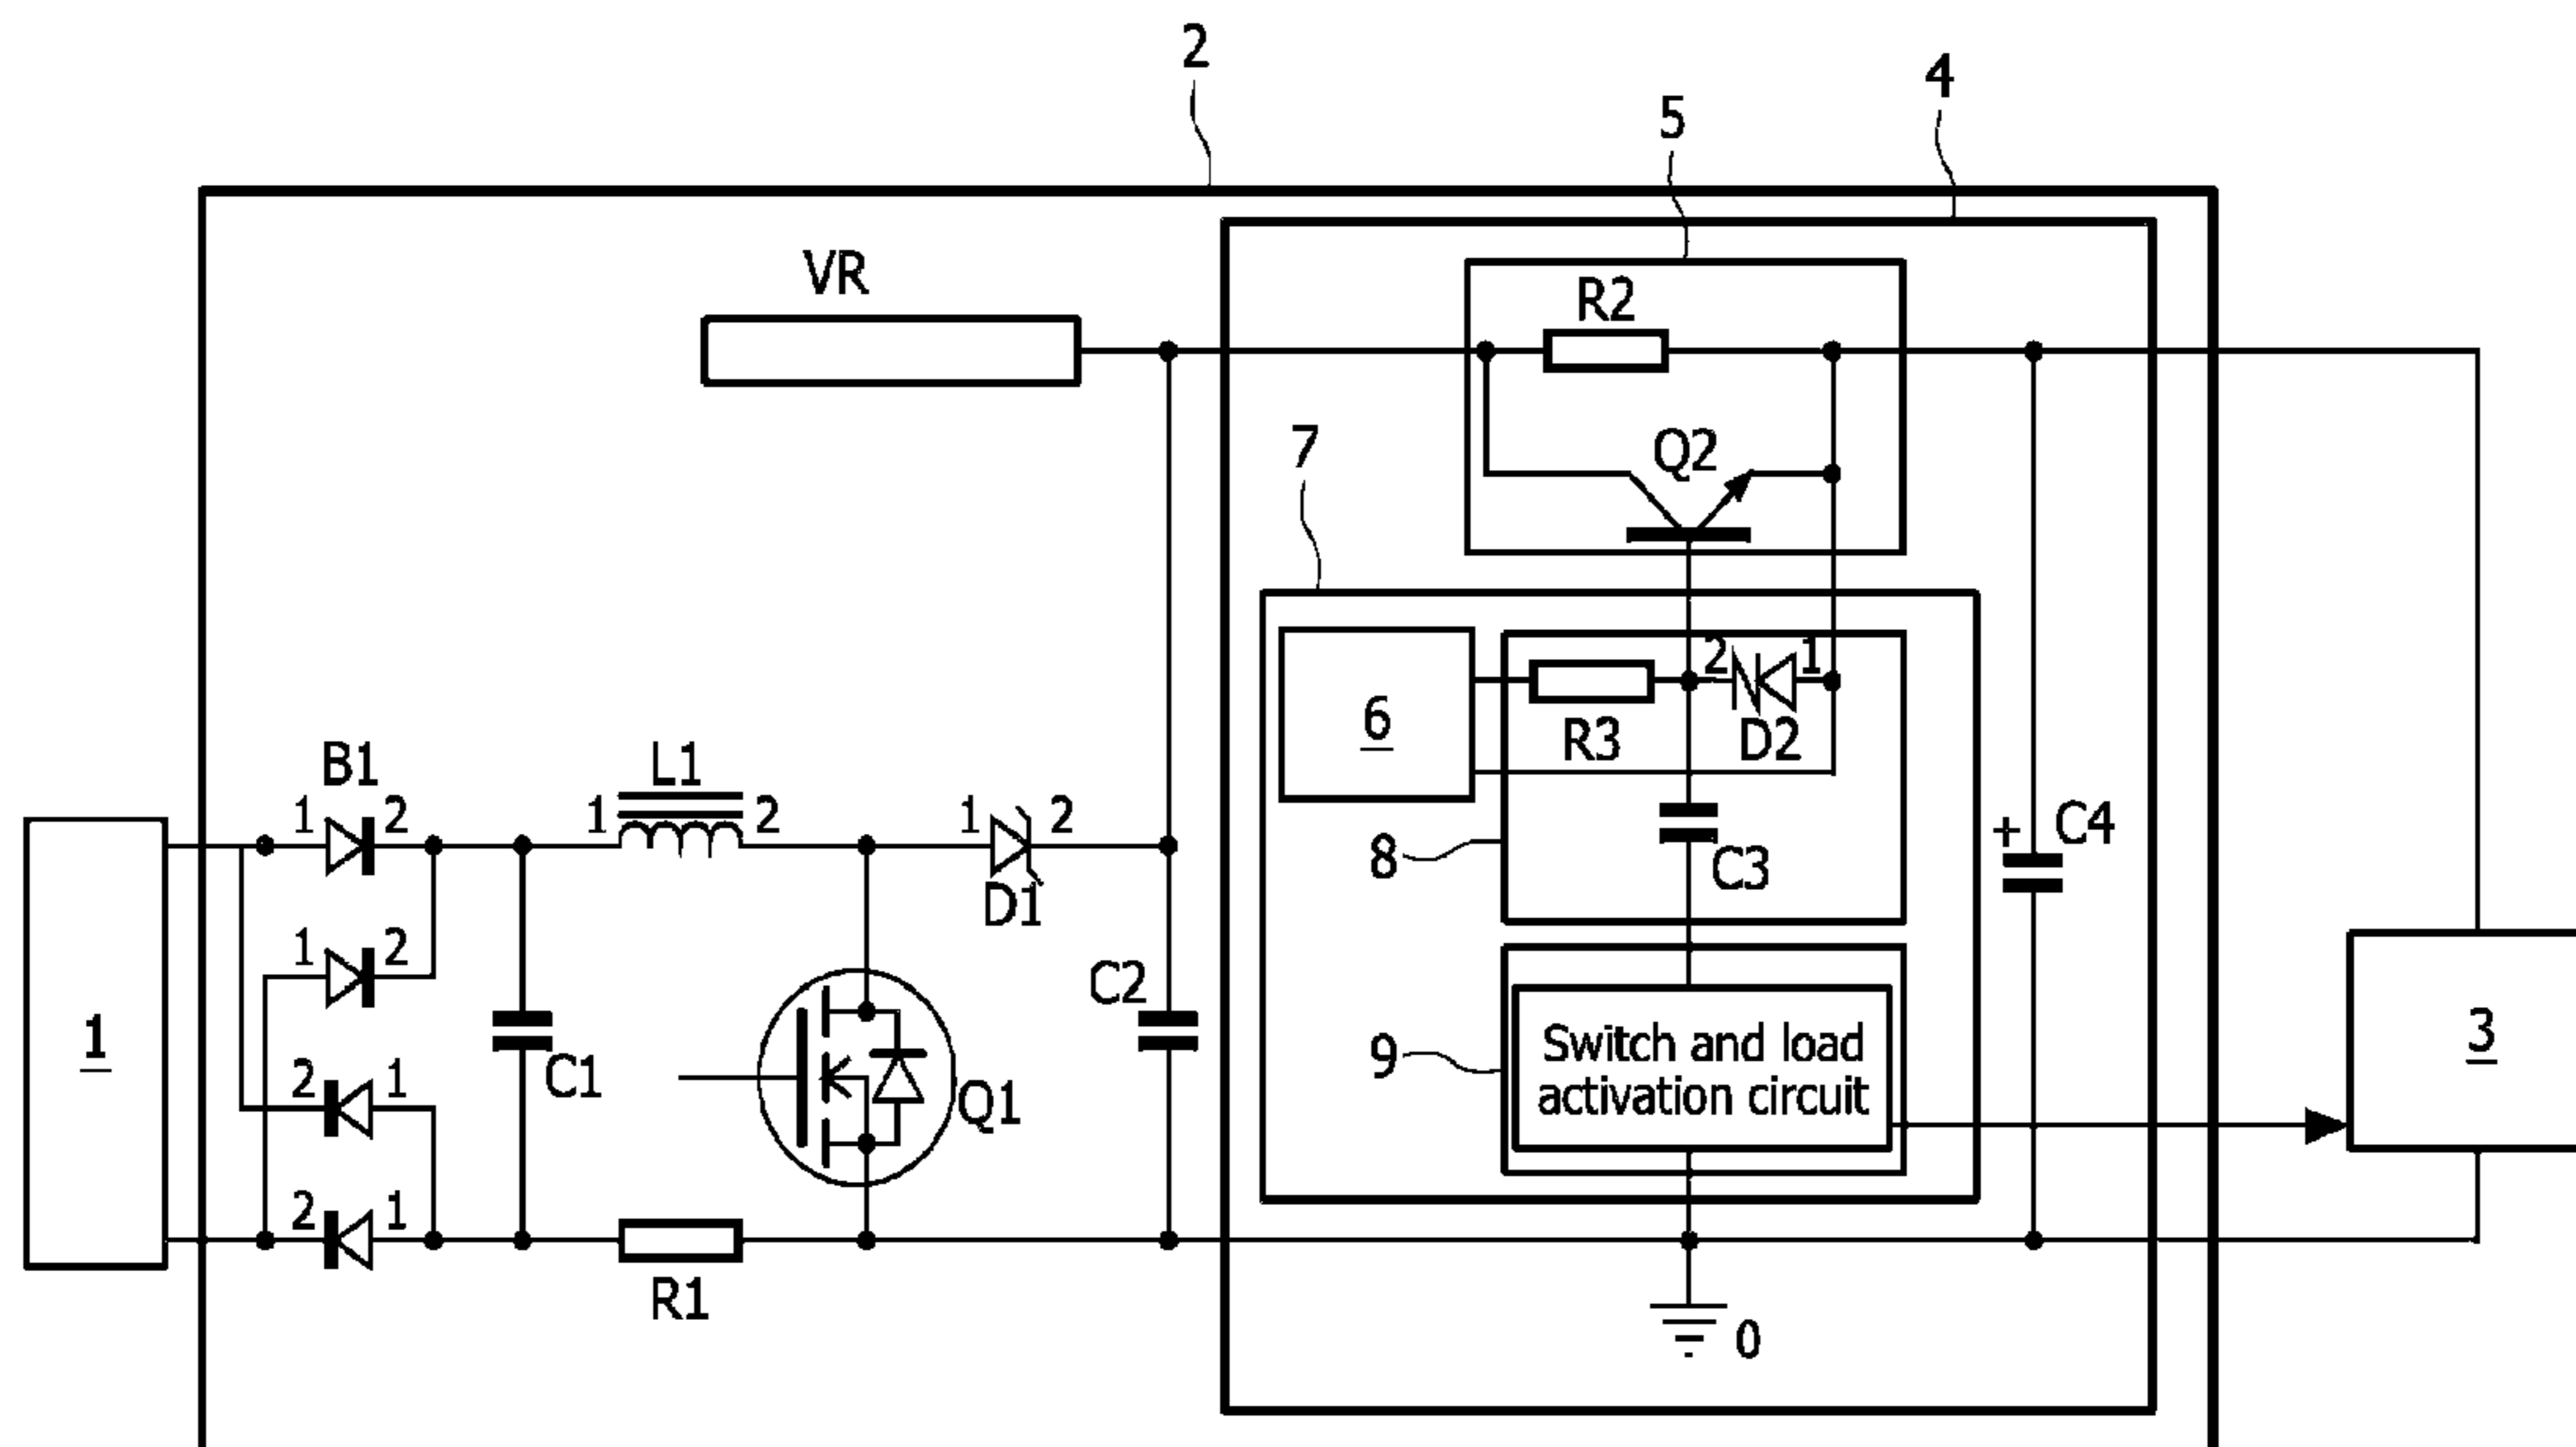 2
4
5
VR
R2
7
Q2
2 1
6
R3
D2
B1
L1
1 2
1 2
1 2
8
C3
+ C4
D1
1 2
C2
1
9
Switch and load
activation circuit
3
2 1
C1
Q1
2 1
R1
0